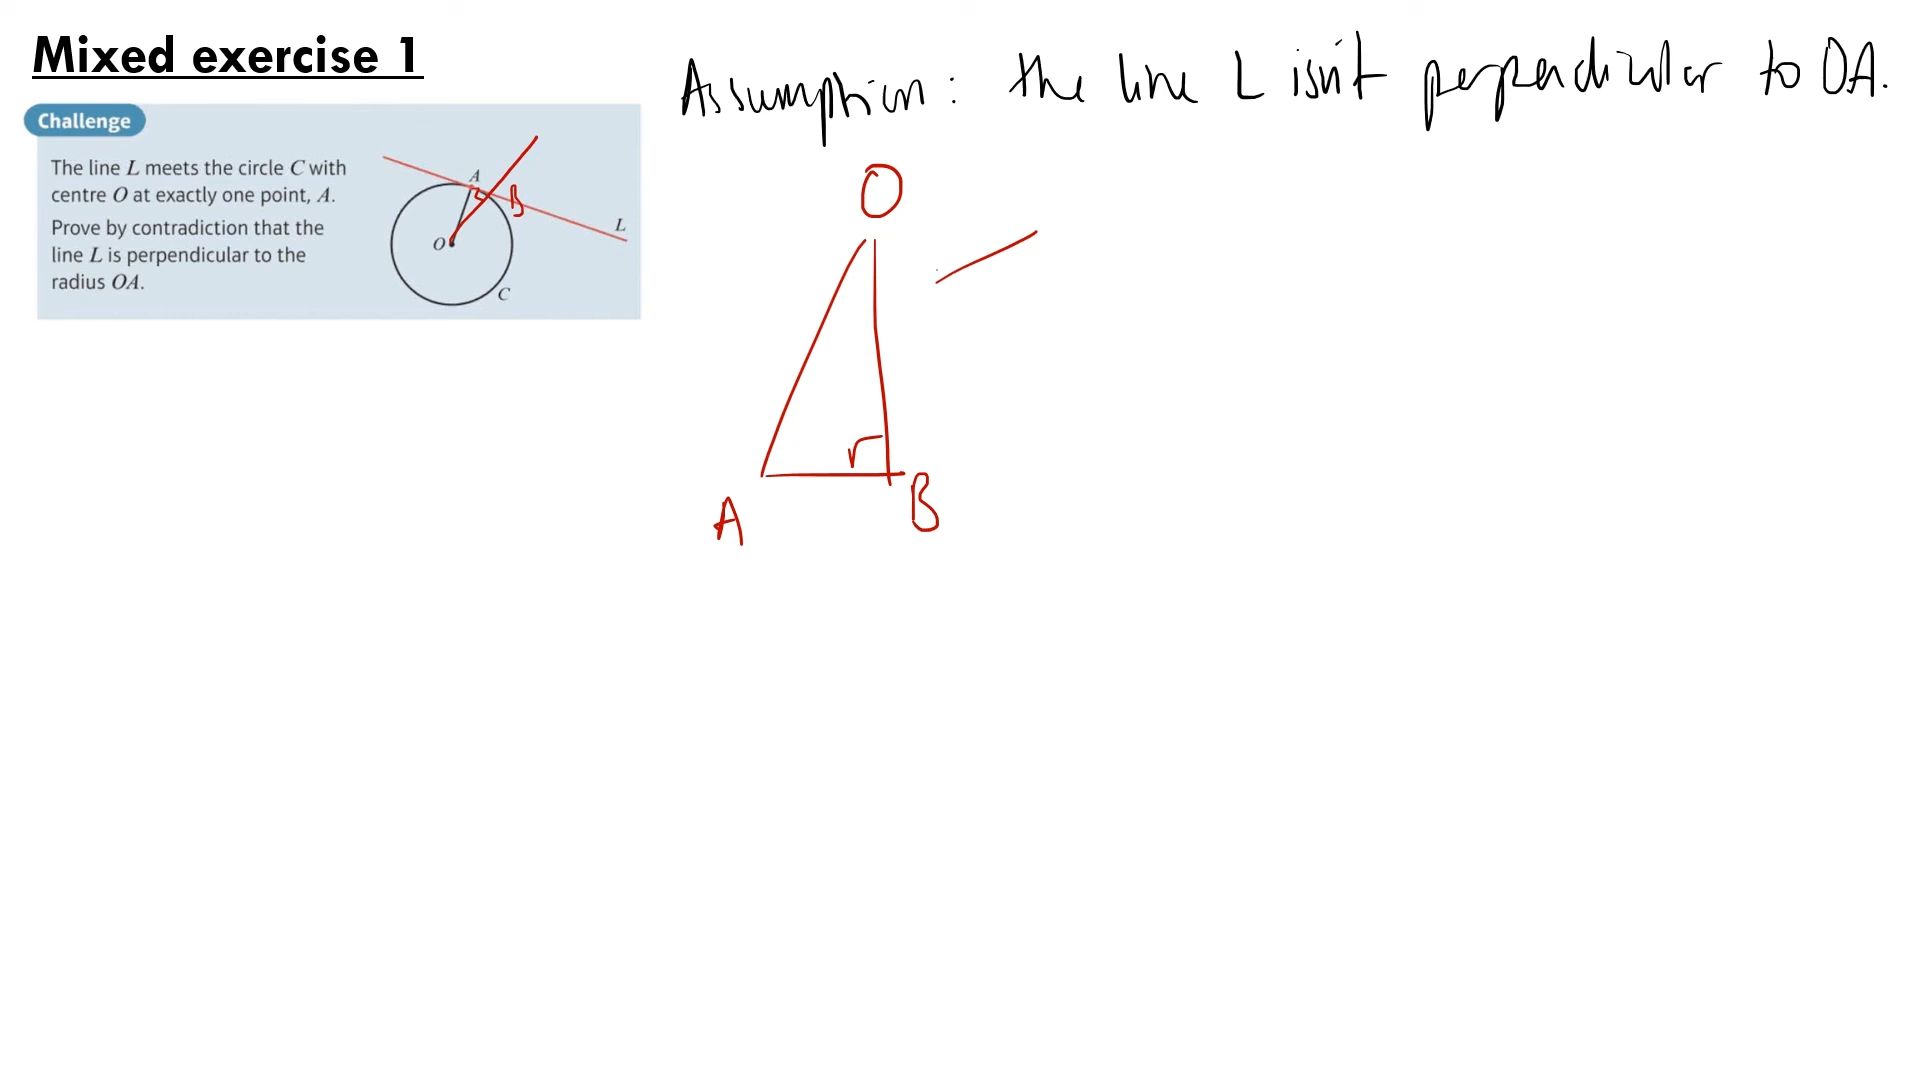 Mixed exercise 1
Assumption: the line L isn't perpendicular to OA.
Challenge
The line L meets the circle C with
centre O at exactly one point, A.
Prove by contradiction that the
line L is perpendicular to the
radius OA.
A
B
L
O
C
O
A
B